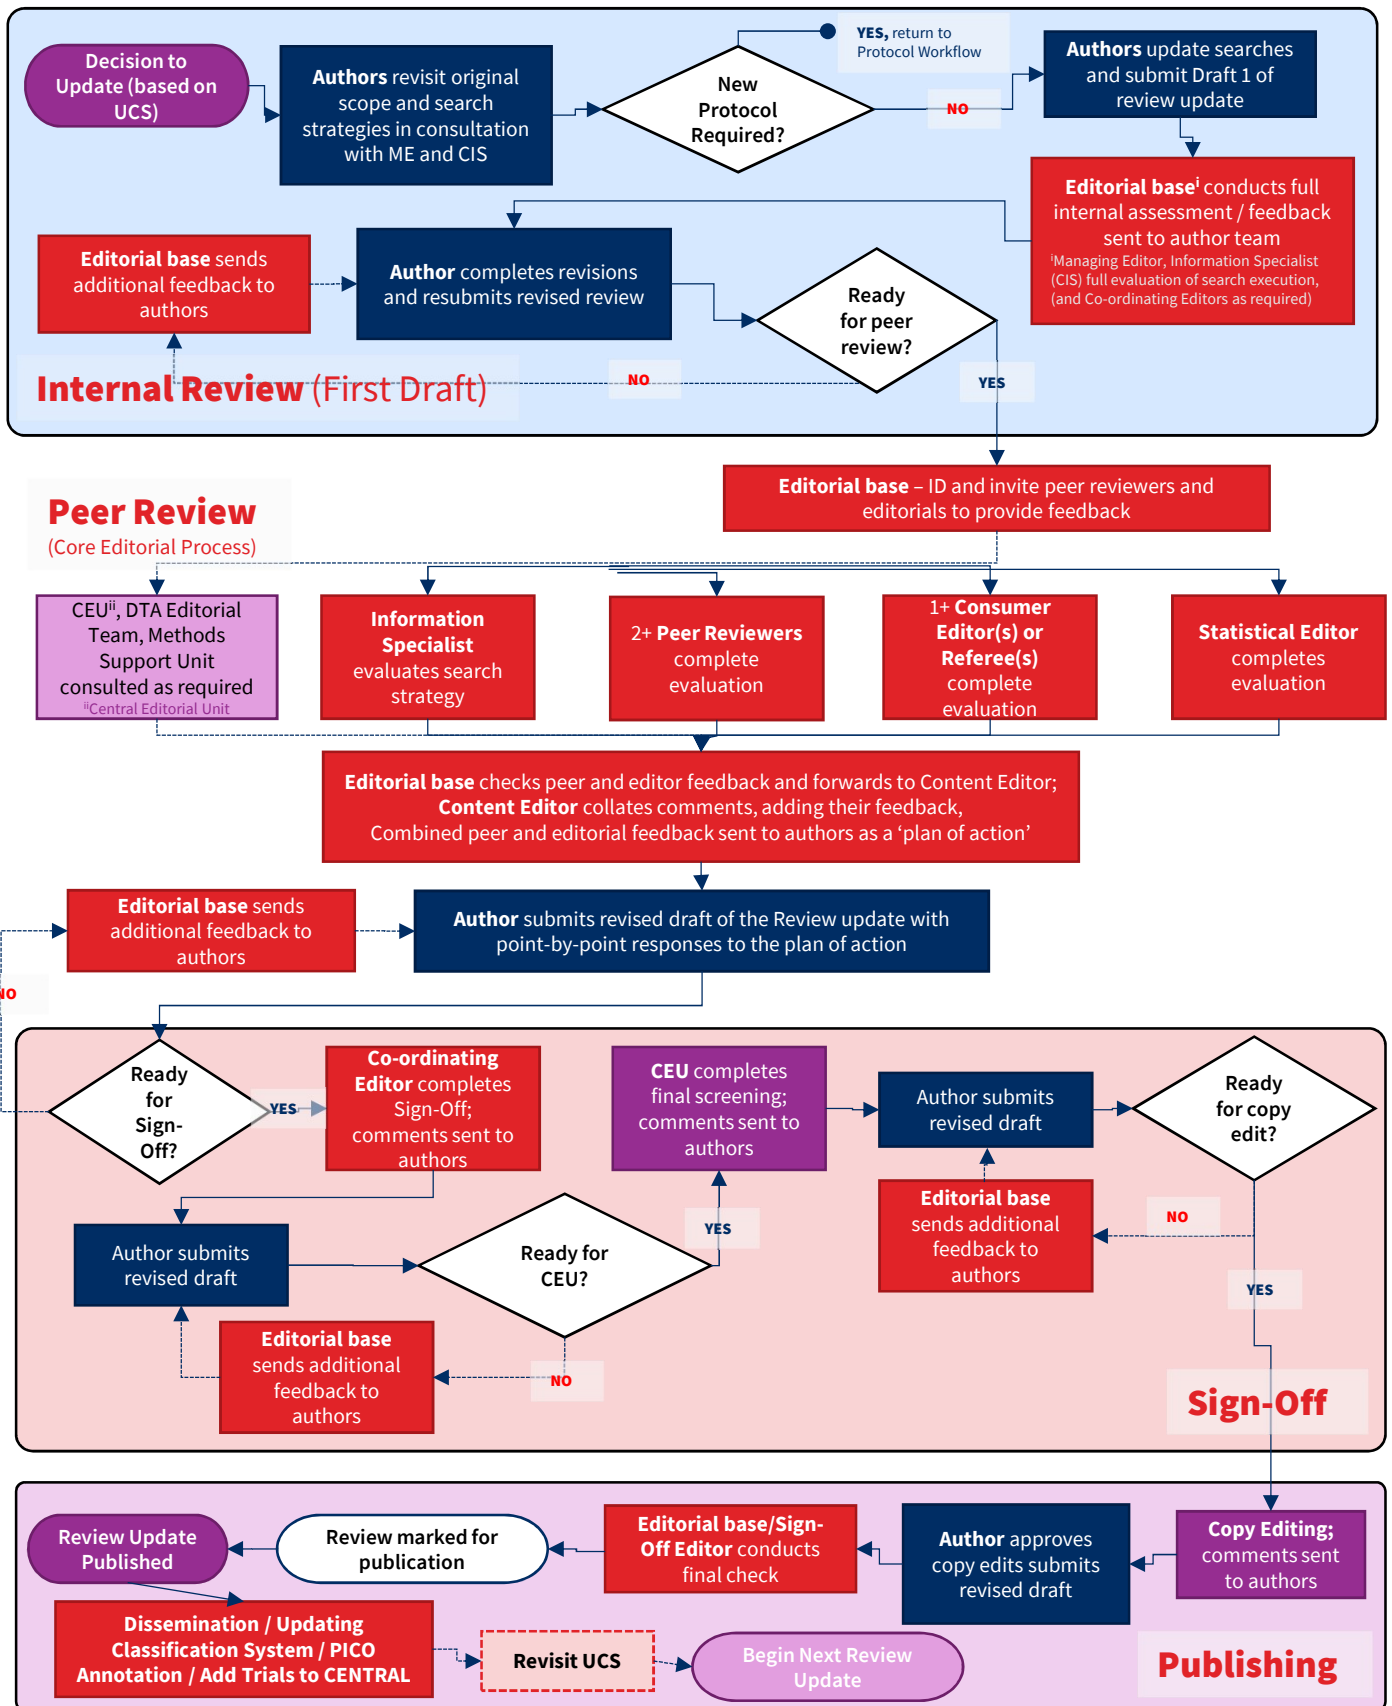 Decision to
Update (based on
UCS)
Authors revisit original
scope and search
strategies in consultation
with ME and CIS
New
Protocol
Required?
YES, return to
Protocol Workflow
NO
Authors update searches
and submit Draft 1 of
review update
Editorial baseⁱ conducts full
internal assessment / feedback
sent to author team
ⁱManaging Editor, Information Specialist
(CIS) full evaluation of search execution,
(and Co-ordinating Editors as required)
Editorial base sends
additional feedback to
authors
Author completes revisions
and resubmits revised review
Ready
for peer
review?
NO
YES
Internal Review (First Draft)
Editorial base – ID and invite peer reviewers and
editorials to provide feedback
Peer Review
(Core Editorial Process)
CEUⁱⁱ, DTA Editorial
Team, Methods
Support Unit
consulted as required
ⁱⁱCentral Editorial Unit
Information
Specialist
evaluates search
strategy
2+ Peer Reviewers
complete
evaluation
1+ Consumer
Editor(s) or
Referee(s)
complete
evaluation
Statistical Editor
completes
evaluation
Editorial base checks peer and editor feedback and forwards to Content Editor;
Content Editor collates comments, adding their feedback,
Combined peer and editorial feedback sent to authors as a ‘plan of action’
Editorial base sends
additional feedback to
authors
Author submits revised draft of the Review update with
point-by-point responses to the plan of action
NO
Ready
for
Sign-
Off?
YES
Co-ordinating
Editor completes
Sign-Off;
comments sent to
authors
CEU completes
final screening;
comments sent to
authors
Author submits
revised draft
Ready
for copy
edit?
Editorial base
sends additional
feedback to
authors
NO
YES
Author submits
revised draft
Ready for
CEU?
YES
Editorial base
sends additional
feedback to
authors
NO
Sign-Off
Review Update
Published
Review marked for
publication
Editorial base/Sign-
Off Editor conducts
final check
Author approves
copy edits submits
revised draft
Copy Editing;
comments sent
to authors
Dissemination / Updating
Classification System / PICO
Annotation / Add Trials to CENTRAL
Revisit UCS
Begin Next Review
Update
Publishing